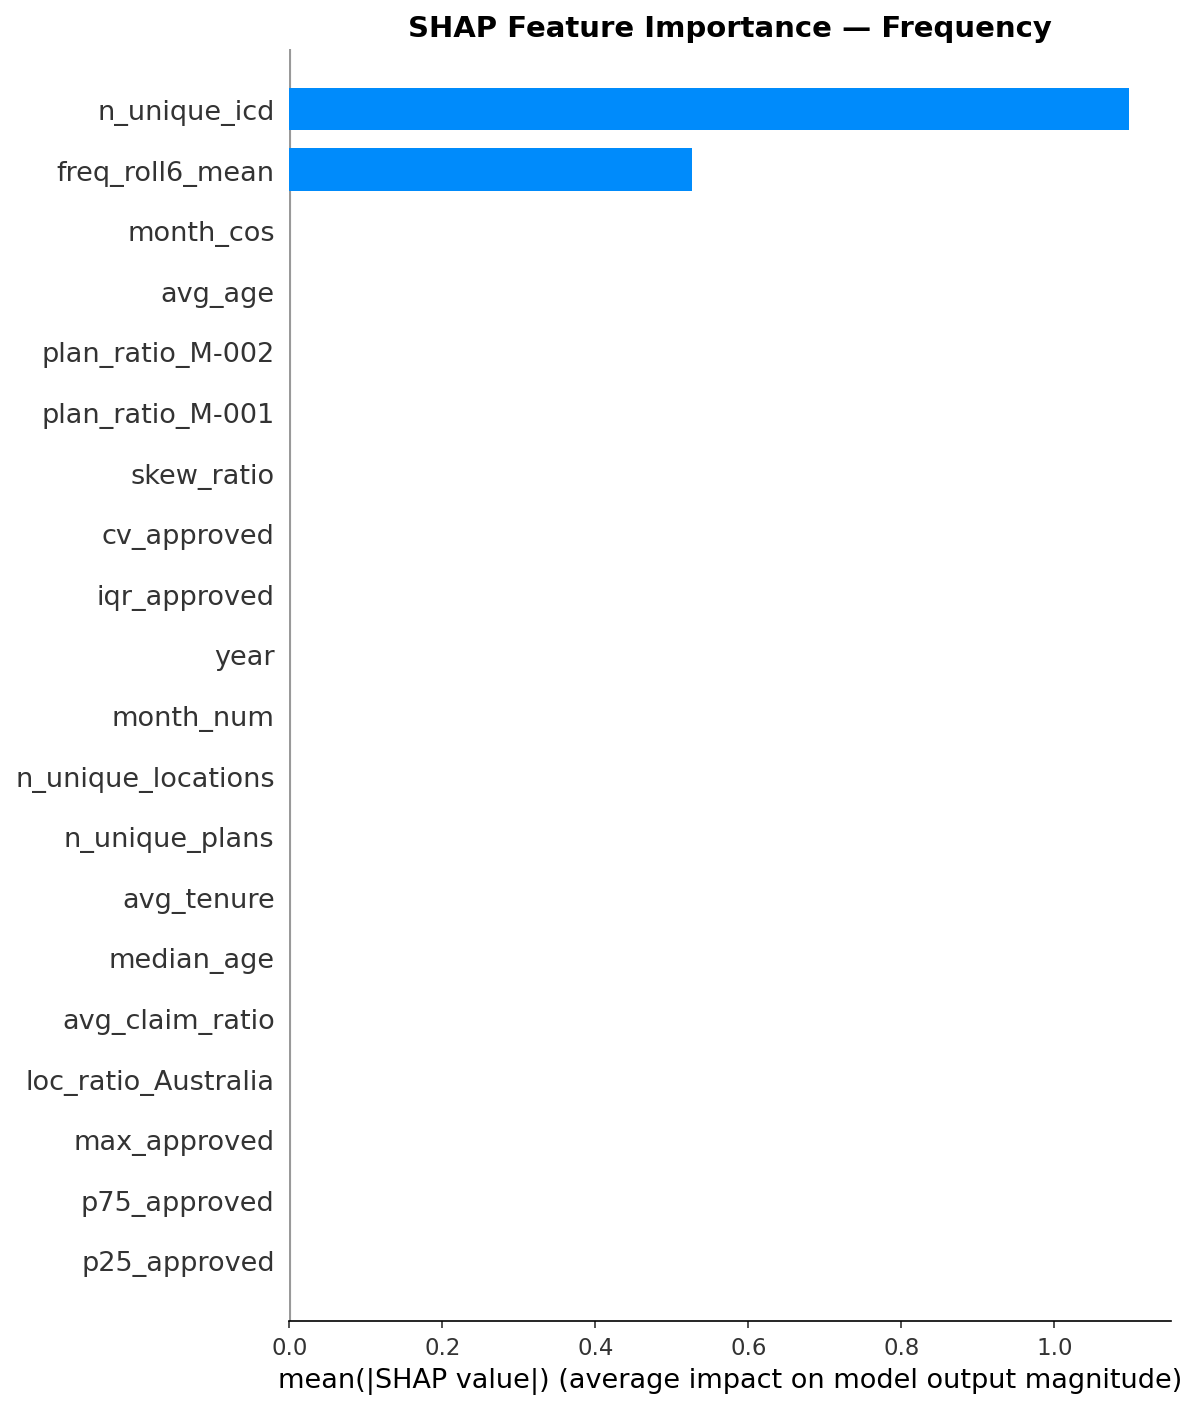 SHAP Feature Importance — Frequency
n_unique_icd
freq_roll6_mean
month_cos
avg_age
plan_ratio_M-002
plan_ratio_M-001
skew_ratio
cv_approved
iqr_approved
year
month_num
n_unique_locations
n_unique_plans
avg_tenure
median_age
avg_claim_ratio
loc_ratio_Australia
max_approved
p75_approved
p25_approved
0.0 0.2 0.4 0.6 0.8 1.0
mean(|SHAP value|) (average impact on model output magnitude)